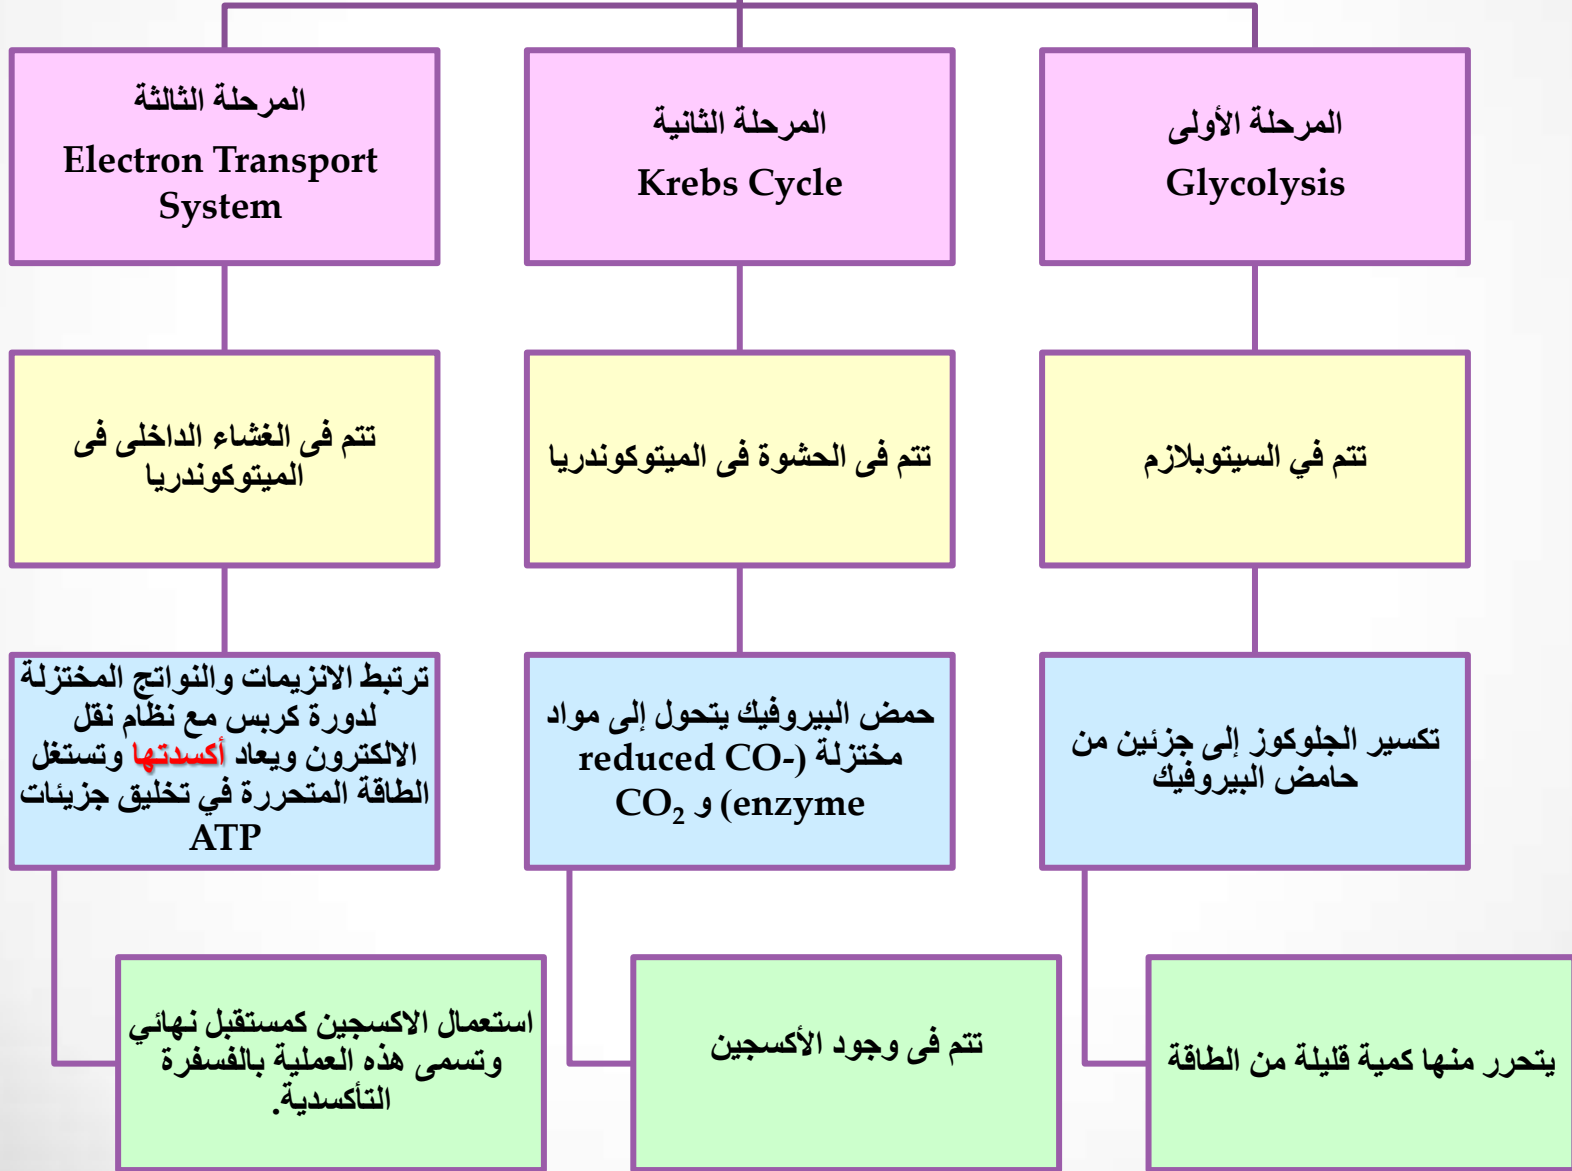 المرحلة الأولى
Glycolysis
تتم في السيتوبلازم
تكسير الجلوكوز إلى جزئين من
حامض البيروفيك
يتحرر منها كمية قليلة من الطاقة
المرحلة الثانية
Krebs Cycle
تتم فى الحشوة فى الميتوكوندريا
حمض البيروفيك يتحول إلى مواد
مختزلة (reduced CO-
enzyme) و CO₂
تتم فى وجود الأكسجين
المرحلة الثالثة
Electron Transport
System
تتم فى الغشاء الداخلى فى
الميتوكوندريا
ترتبط الانزيمات والنواتج المختزلة
لدورة كربس مع نظام نقل
الالكترون ويعاد أكسدتها وتستغل
الطاقة المتحررة في تخليق جزيئات
ATP
استعمال الاكسجين كمستقبل نهائي
وتسمى هذه العملية بالفسفرة
التأكسدية.